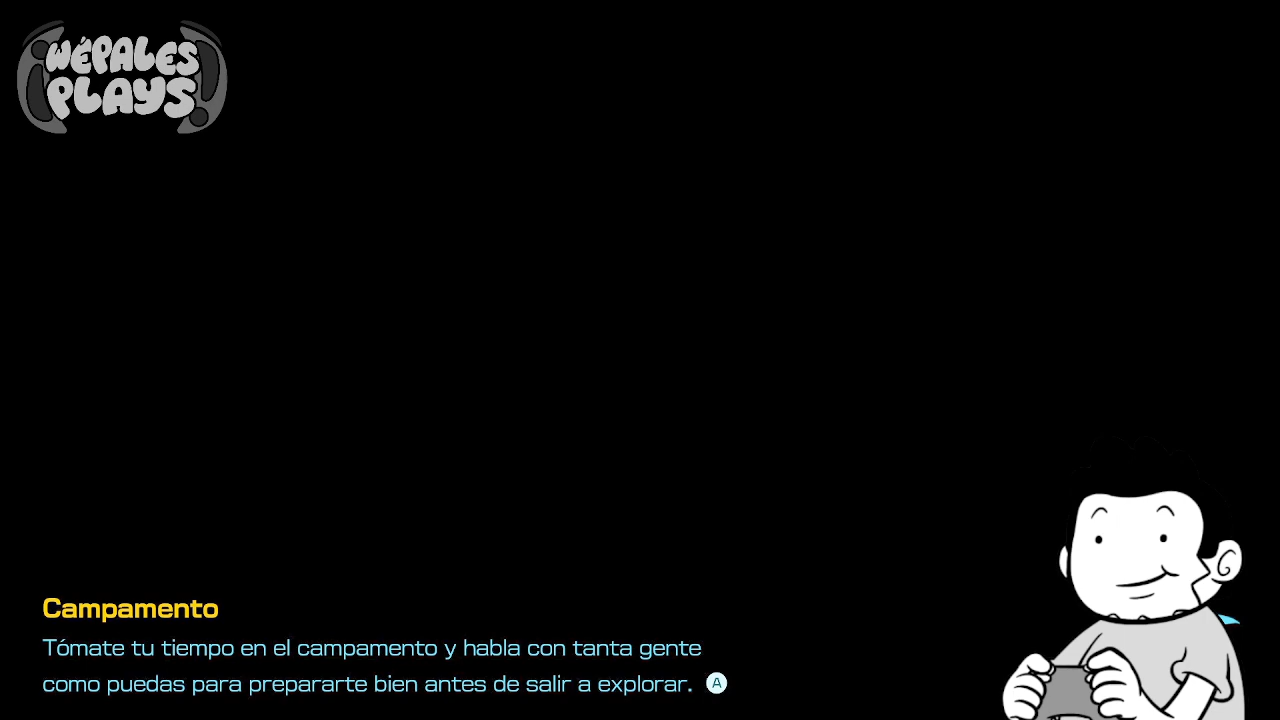 WÉPALES
PLAYS
Campamento
Tómate tu tiempo en el campamento y habla con tanta gente
como puedas para prepararte bien antes de salir a explorar. A